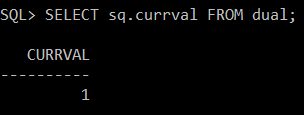 SQL> SELECT sq.currval FROM dual;
CURRVAL
----------
1